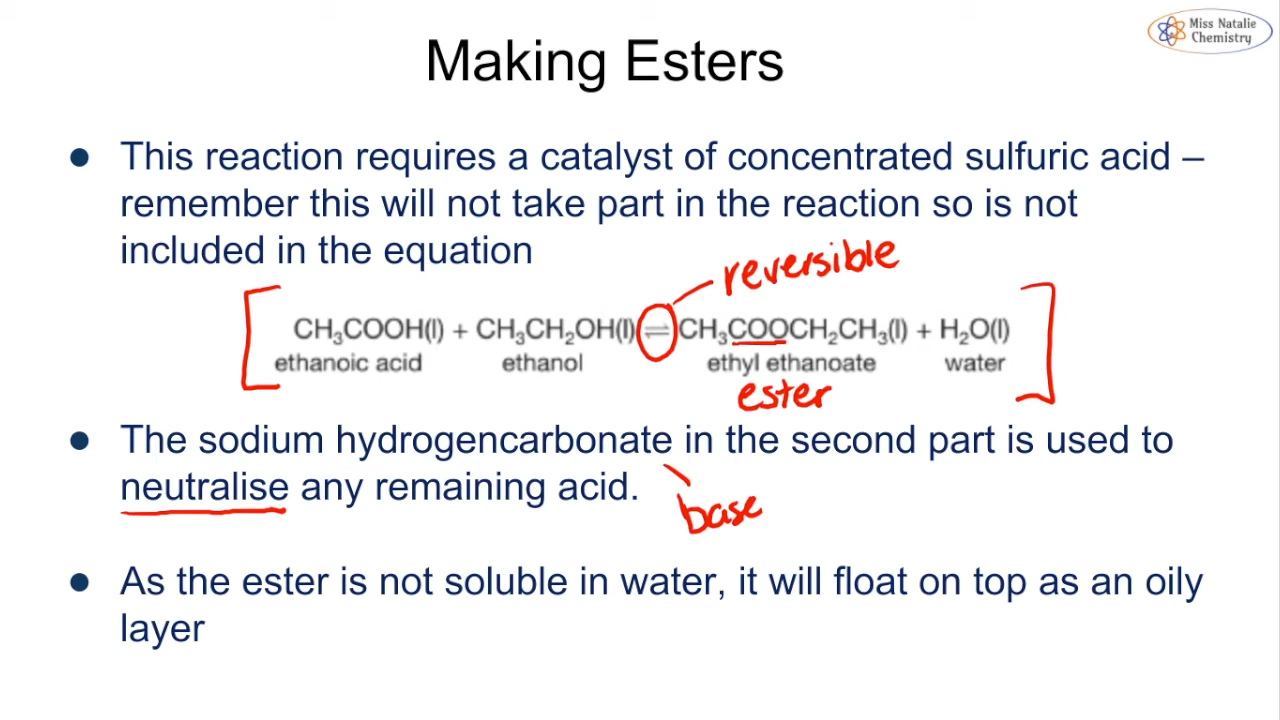 Miss Natalie
Chemistry
Making Esters
● This reaction requires a catalyst of concentrated sulfuric acid –
remember this will not take part in the reaction so is not
included in the equation
reversible
CH₃COOH(l) + CH₃CH₂OH(l) ⇌ CH₃COOCH₂CH₃(l) + H₂O(l)
ethanoic acid ethanol ethyl ethanoate water
ester
● The sodium hydrogencarbonate in the second part is used to
neutralise any remaining acid.
base
● As the ester is not soluble in water, it will float on top as an oily
layer